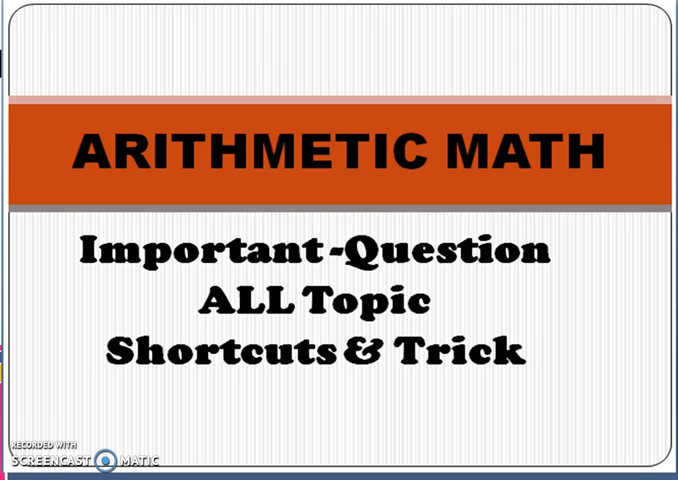 ARITHMETIC MATH
Important-Question
ALL Topic
Shortcuts & Trick
RECORDED WITH
SCREENCAST MATIC